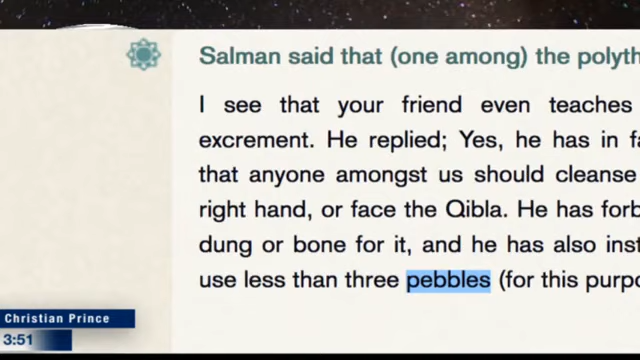 Salman said that (one among) the polyth
I see that your friend even teaches
excrement. He replied; Yes, he has in fa
that anyone amongst us should cleanse
right hand, or face the Qibla. He has forb
dung or bone for it, and he has also inst
use less than three pebbles (for this purpo
Christian Prince
3:51